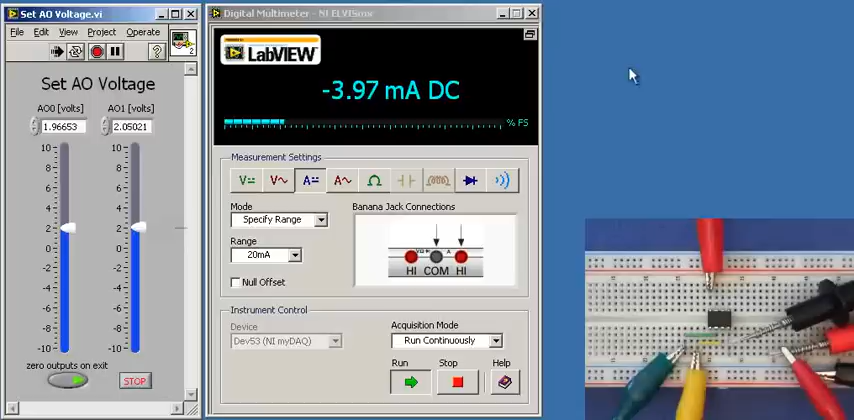 Set AO Voltage.vi
File Edit View Project Operate
2
Set AO Voltage
AO0 [volts] AO1 [volts]
1.96653 2.05021
10 10
8 8
6 6
4 4
2 2
0 0
-2 -2
-4 -4
-6 -6
-8 -8
-10 -10
zero outputs on exit
STOP
Digital Multimeter - NI ELVISmx
LabVIEW
-3.97 mA DC
% FS
Measurement Settings
V V A A Ω
Mode
Specify Range
Range
20mA
Null Offset
Banana Jack Connections
VΩ A
HI COM HI
Instrument Control
Device
Dev53 (NI myDAQ)
Acquisition Mode
Run Continuously
Run Stop Help